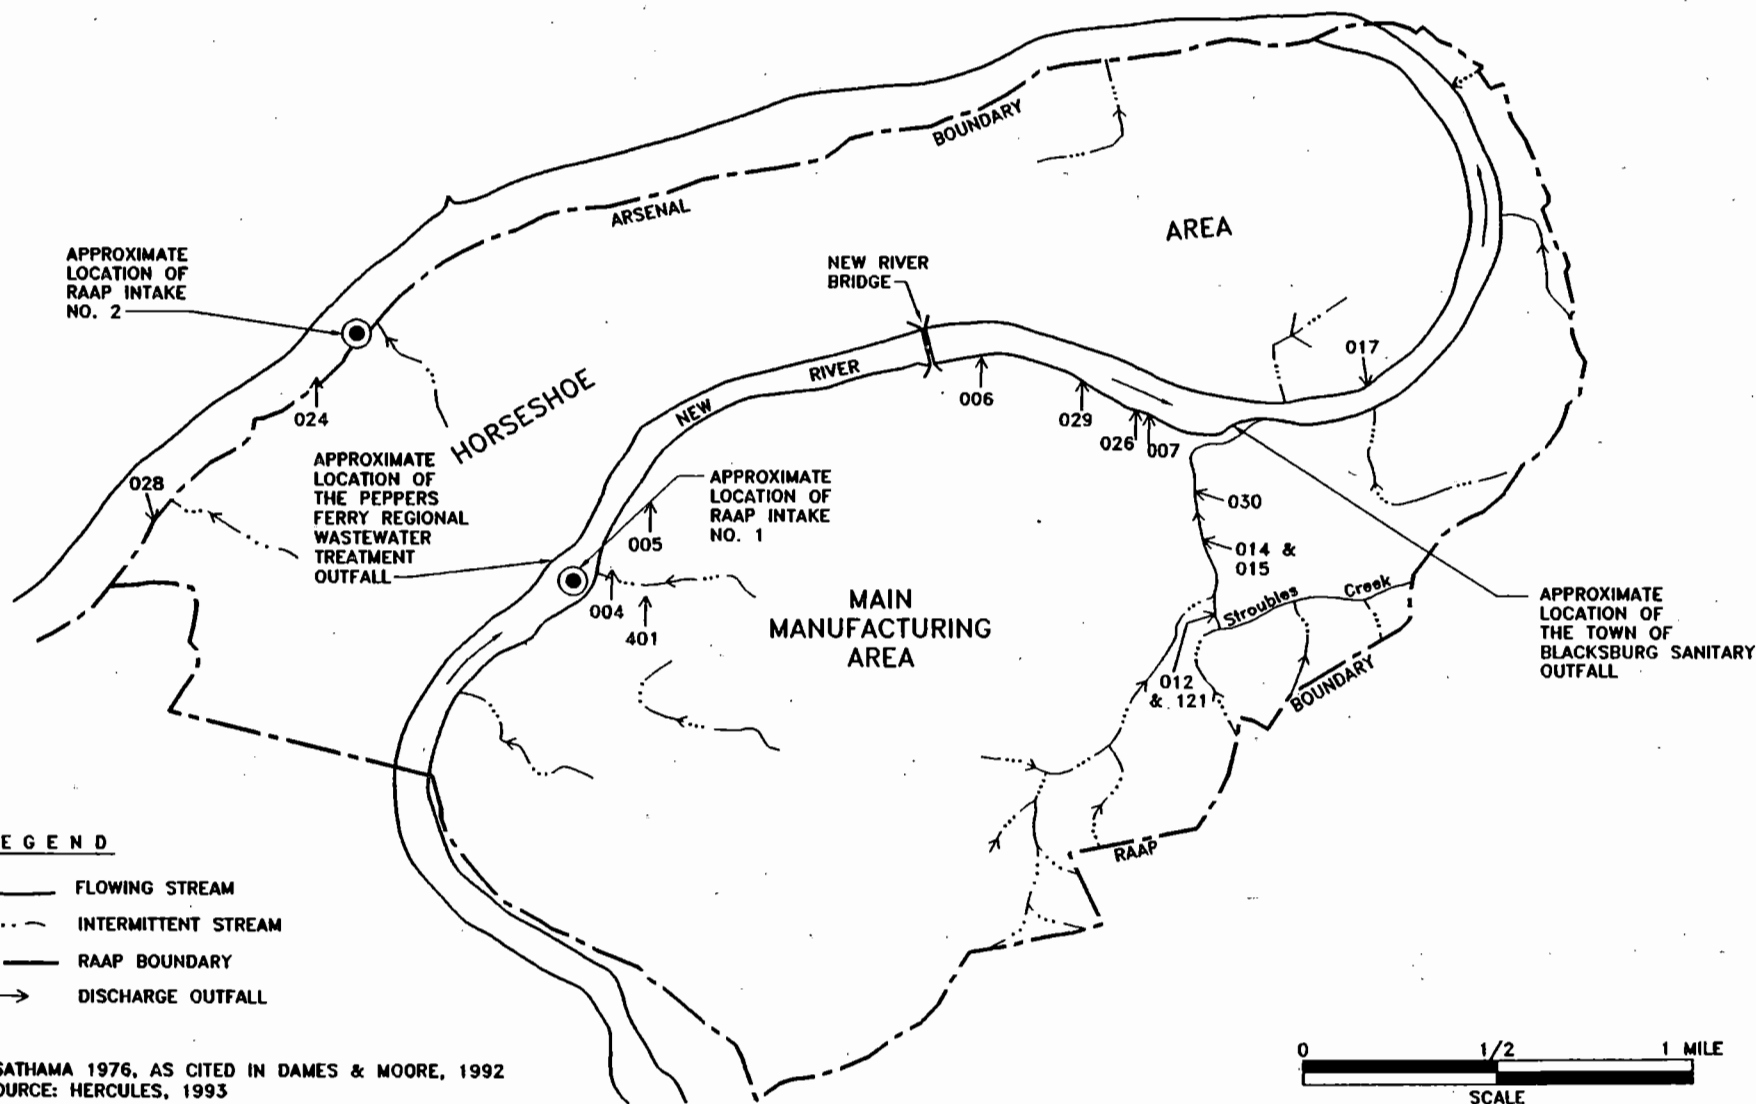 BOUNDARY
ARSENAL
AREA
APPROXIMATE
LOCATION OF
RAAP INTAKE
NO. 2
NEW RIVER
BRIDGE
017
RIVER
NEW
006
029
026
007
024
HORSESHOE
028
APPROXIMATE
LOCATION OF
THE PEPPERS
FERRY REGIONAL
WASTEWATER
TREATMENT
OUTFALL
APPROXIMATE
LOCATION OF
RAAP INTAKE
NO. 1
005
004
401
030
014 &
015
MAIN
MANUFACTURING
AREA
Stroubles Creek
012
& 121
BOUNDARY
APPROXIMATE
LOCATION OF
THE TOWN OF
BLACKSBURG SANITARY
OUTFALL
RAAP
EGEND
FLOWING STREAM
INTERMITTENT STREAM
RAAP BOUNDARY
DISCHARGE OUTFALL
SATHAMA 1976, AS CITED IN DAMES & MOORE, 1992
OURCE: HERCULES, 1993
0 1/2 1 MILE
SCALE